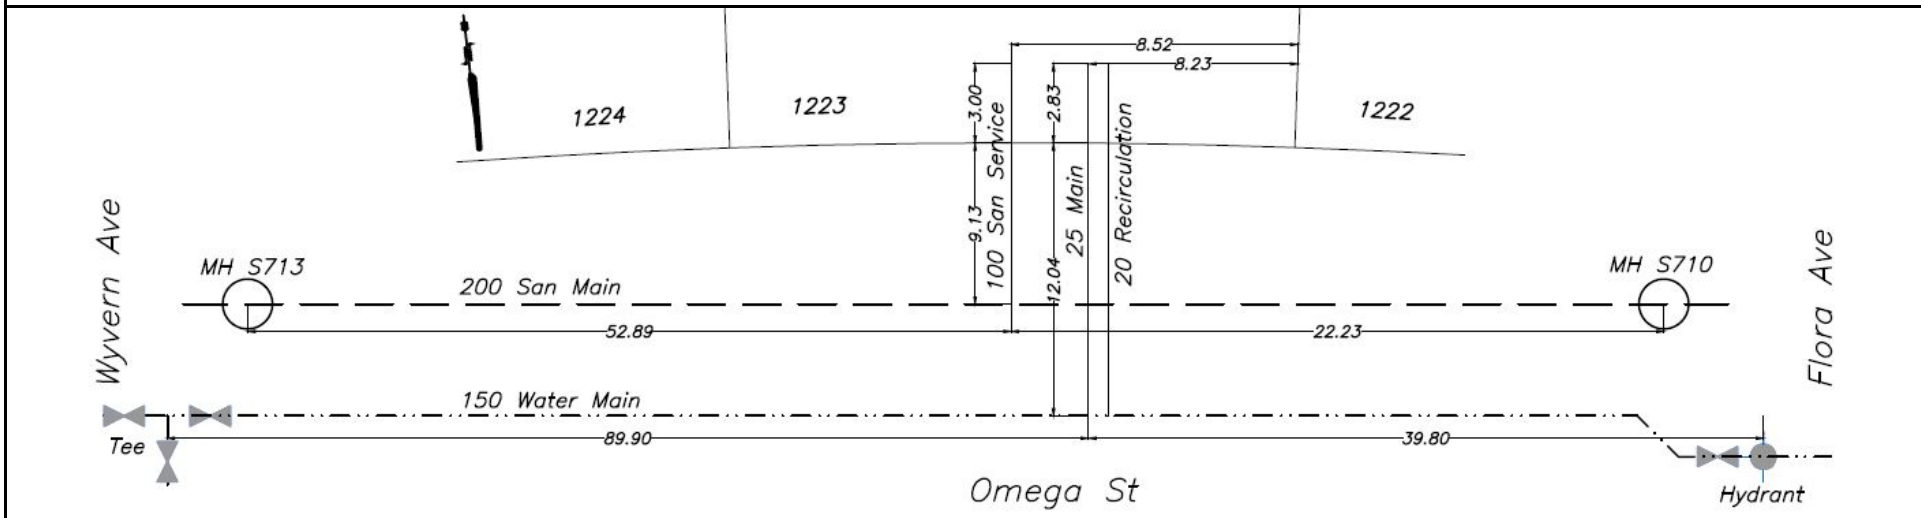 8.52
8.23
3.00
2.83
1224
1223
1222
100 San Service
20 Recirculation
25 Main
9.13
12.04
Wyvern Ave
MH S713
200 San Main
MH S710
Flora Ave
52.89
22.23
150 Water Main
Tee
89.90
39.80
Omega St
Hydrant